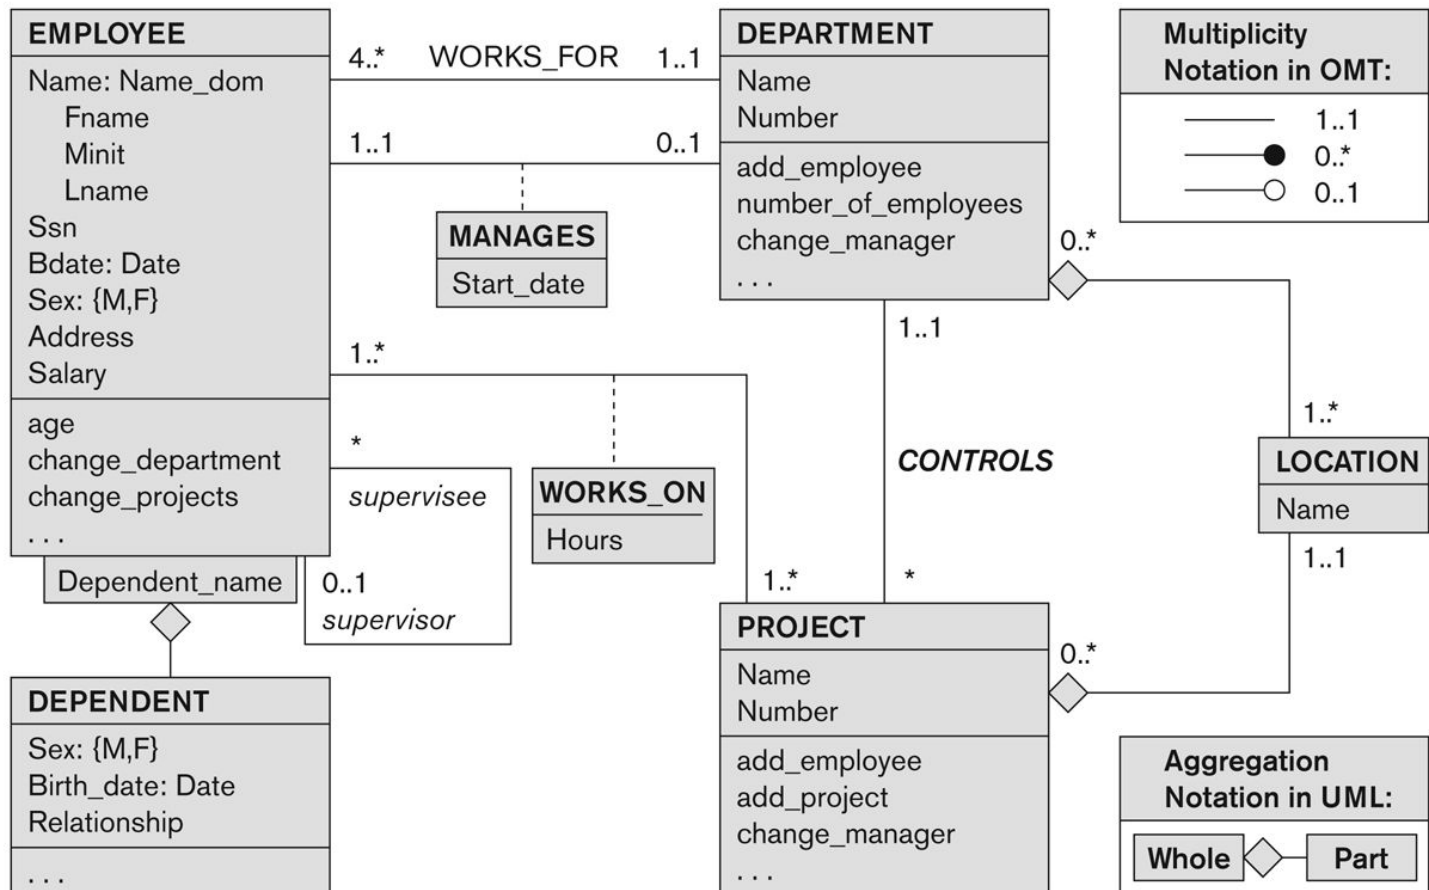 EMPLOYEE
Name: Name_dom
Fname
Minit
Lname
Ssn
Bdate: Date
Sex: {M,F}
Address
Salary
age
change_department
change_projects
. . .
Dependent_name
DEPENDENT
Sex: {M,F}
Birth_date: Date
Relationship
. . .
4..* WORKS_FOR 1..1
1..1 0..1
MANAGES
Start_date
1..*
*
supervisee
0..1
supervisor
WORKS_ON
Hours
1..*
DEPARTMENT
Name
Number
add_employee
number_of_employees
change_manager
. . .
0..*
1..1
CONTROLS
*
PROJECT
Name
Number
add_employee
add_project
change_manager
. . .
0..*
1..*
LOCATION
Name
1..1
Multiplicity
Notation in OMT:
1..1
0..*
0..1
Aggregation
Notation in UML:
Whole Part